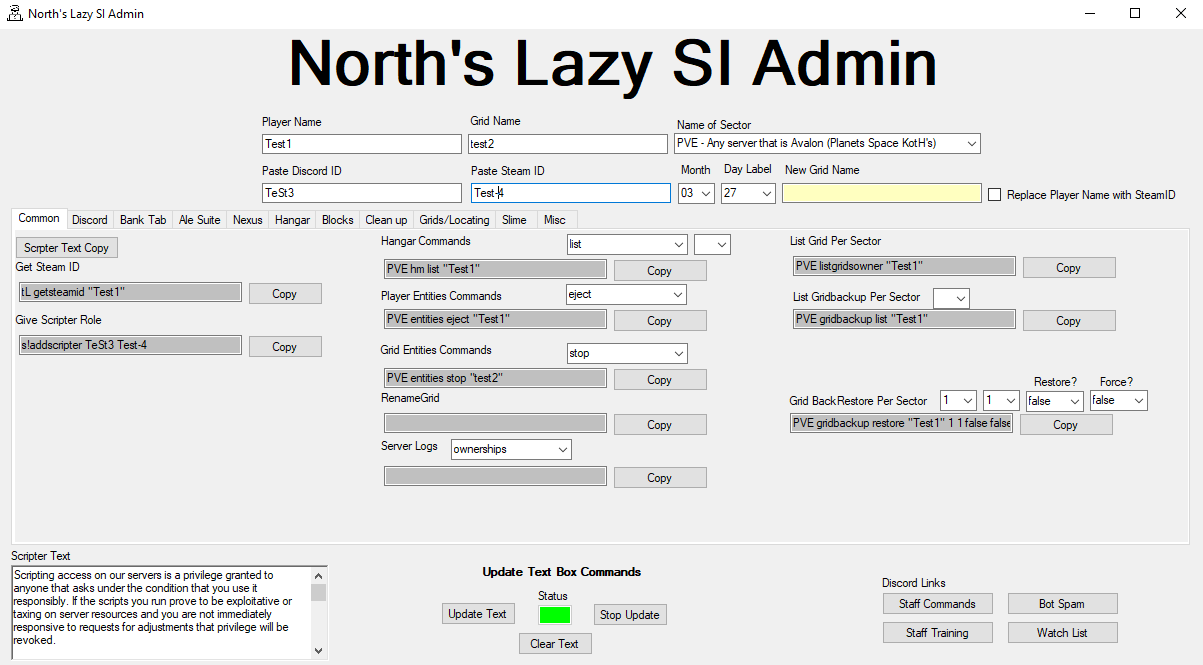 North's Lazy SI Admin
North's Lazy SI Admin
Player Name
Grid Name
Name of Sector
Test1
test2
PVE - Any server that is Avalon (Planets Space KotH's)
Paste Discord ID
Paste Steam ID
Month
Day Label
New Grid Name
TeSt3
Test-4
03
27
Replace Player Name with SteamID
Common
Discord
Bank Tab
Ale Suite
Nexus
Hangar
Blocks
Clean up
Grids/Locating
Slime
Misc
Scrpter Text Copy
Get Steam ID
tL getsteamid "Test1"
Copy
Give Scripter Role
s!addscripter TeSt3 Test-4
Copy
Hangar Commands
list
PVE hm list "Test1"
Copy
Player Entities Commands
eject
PVE entities eject "Test1"
Copy
Grid Entities Commands
stop
PVE entities stop "test2"
Copy
RenameGrid
Copy
Server Logs
ownerships
Copy
List Grid Per Sector
PVE listgridsowner "Test1"
Copy
List Gridbackup Per Sector
PVE gridbackup list "Test1"
Copy
Restore?
Force?
Grid BackRestore Per Sector
1
1
false
false
PVE gridbackup restore "Test1" 1 1 false false
Copy
Scripter Text
Scripting access on our servers is a privilege granted to
anyone that asks under the condition that you use it
responsibly. If the scripts you run prove to be exploitative or
taxing on server resources and you are not immediately
responsive to requests for adjustments that privilege will be
revoked.
Update Text Box Commands
Status
Update Text
Stop Update
Clear Text
Discord Links
Staff Commands
Bot Spam
Staff Training
Watch List